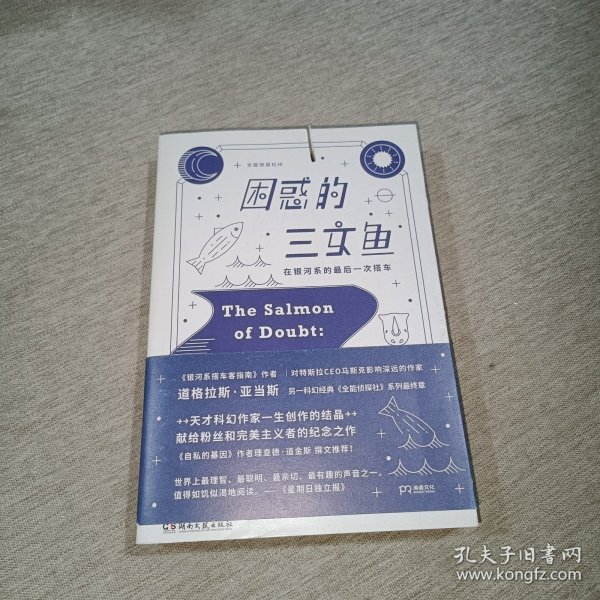 全能侦探社III
困惑的
三文鱼
在银河系的最后一次搭车
The Salmon
of Doubt:
《银河系搭车客指南》作者 | 对特斯拉CEO马斯克影响深远的作家
道格拉斯·亚当斯 另一科幻经典《全能侦探社》系列最终章
→→天才科幻作家一生创作的结晶→→
献给粉丝和完美主义者的纪念之作
《自私的基因》作者理查德·道金斯 撰文推荐!
世界上最理智、最聪明、最亲切、最有趣的声音之一。
值得如饥似渴地阅读。——《星期日独立报》
湖南文艺出版社
浦睿文化
孔夫子旧书网
www.kongfz.com